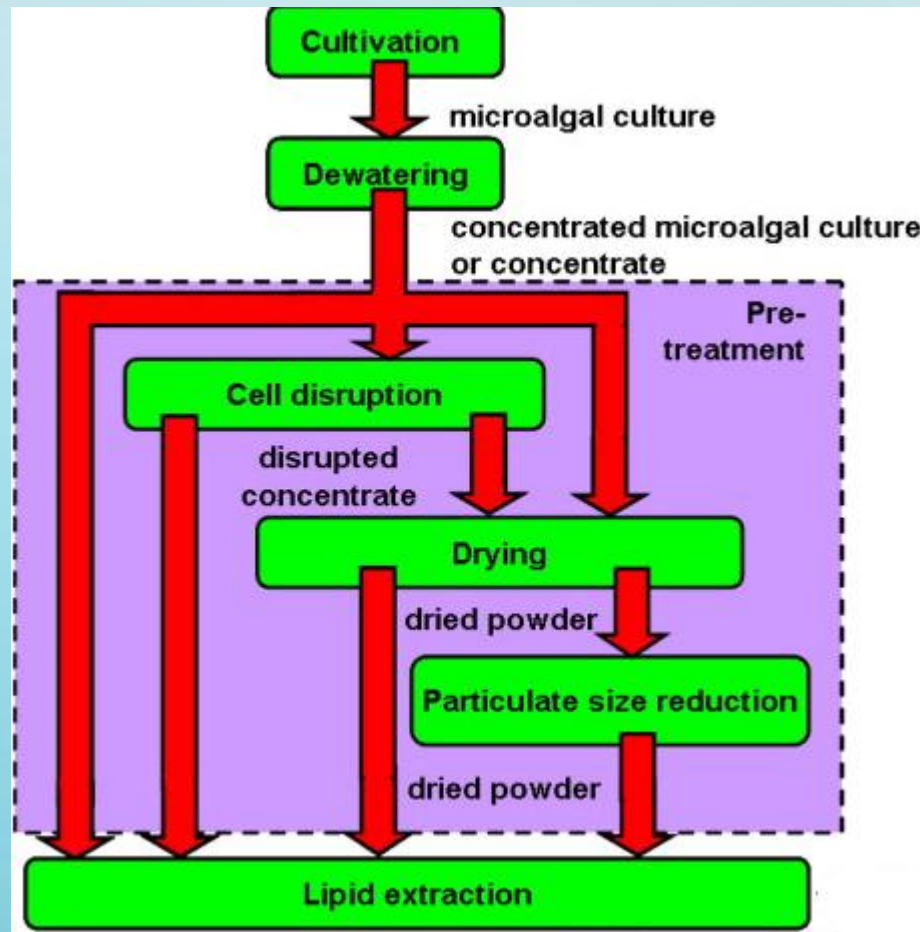 Cultivation
microalgal culture
Dewatering
concentrated microalgal culture
or concentrate
Pre-
treatment
Cell disruption
disrupted
concentrate
Drying
dried powder
Particulate size reduction
dried powder
Lipid extraction